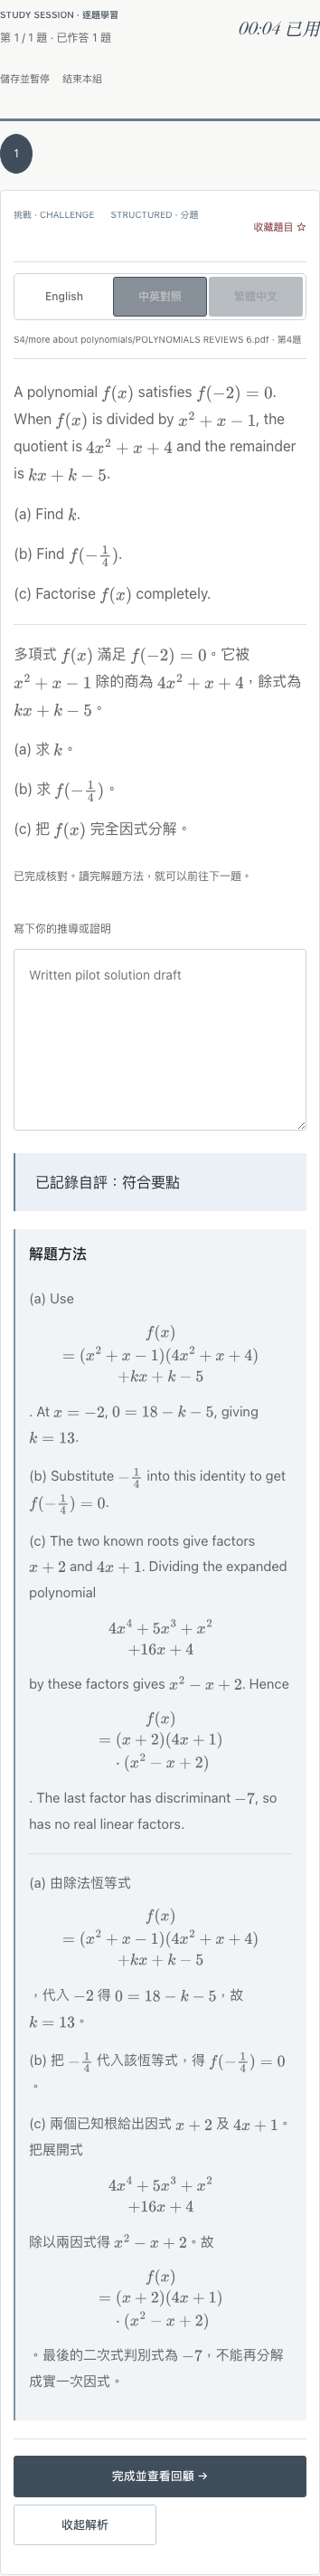 STUDY SESSION · 逐題學習
00:04 已用
第 1 / 1 題 · 已作答 1 題
儲存並暫停 結束本組
1
挑戰 · CHALLENGE STRUCTURED · 分題
收藏題目 ☆
English 中英對照 繁體中文
S4/more about polynomials/POLYNOMIALS REVIEWS 6.pdf · 第4題
A polynomial f(x) satisfies f(−2) = 0.
When f(x) is divided by x² + x − 1, the
quotient is 4x² + x + 4 and the remainder
is kx + k − 5.
(a) Find k.
(b) Find f(−1/4).
(c) Factorise f(x) completely.
多項式 f(x) 滿足 f(−2) = 0。它被
x² + x − 1 除的商為 4x² + x + 4，餘式為
kx + k − 5。
(a) 求 k。
(b) 求 f(−1/4)。
(c) 把 f(x) 完全因式分解。
已完成核對。讀完解題方法，就可以前往下一題。
寫下你的推導或證明
Written pilot solution draft
已記錄自評：符合要點
解題方法
(a) Use
f(x)
= (x² + x − 1)(4x² + x + 4)
+kx + k − 5
. At x = −2, 0 = 18 − k − 5, giving
k = 13.
(b) Substitute −1/4 into this identity to get
f(−1/4) = 0.
(c) The two known roots give factors
x + 2 and 4x + 1. Dividing the expanded
polynomial
4x⁴ + 5x³ + x²
+16x + 4
by these factors gives x² − x + 2. Hence
f(x)
= (x + 2)(4x + 1)
· (x² − x + 2)
. The last factor has discriminant −7, so
has no real linear factors.
(a) 由除法恆等式
f(x)
= (x² + x − 1)(4x² + x + 4)
+kx + k − 5
，代入 −2 得 0 = 18 − k − 5，故
k = 13。
(b) 把 −1/4 代入該恆等式，得 f(−1/4) = 0
。
(c) 兩個已知根給出因式 x + 2 及 4x + 1。
把展開式
4x⁴ + 5x³ + x²
+16x + 4
除以兩因式得 x² − x + 2。故
f(x)
= (x + 2)(4x + 1)
· (x² − x + 2)
。最後的二次式判別式為 −7，不能再分解
成實一次因式。
完成並查看回顧 →
收起解析